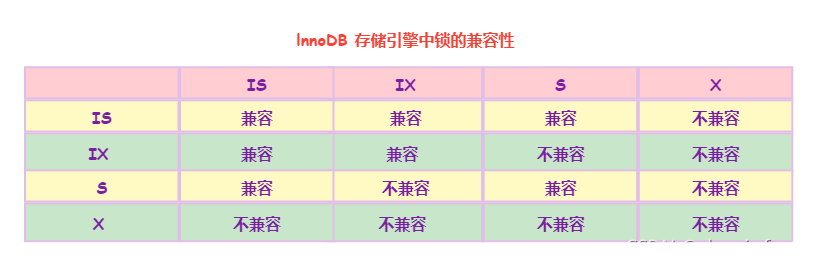 InnoDB 存储引擎中锁的兼容性
IS IX S X
IS 兼容 兼容 兼容 不兼容
IX 兼容 兼容 不兼容 不兼容
S 兼容 不兼容 兼容 不兼容
X 不兼容 不兼容 不兼容 不兼容